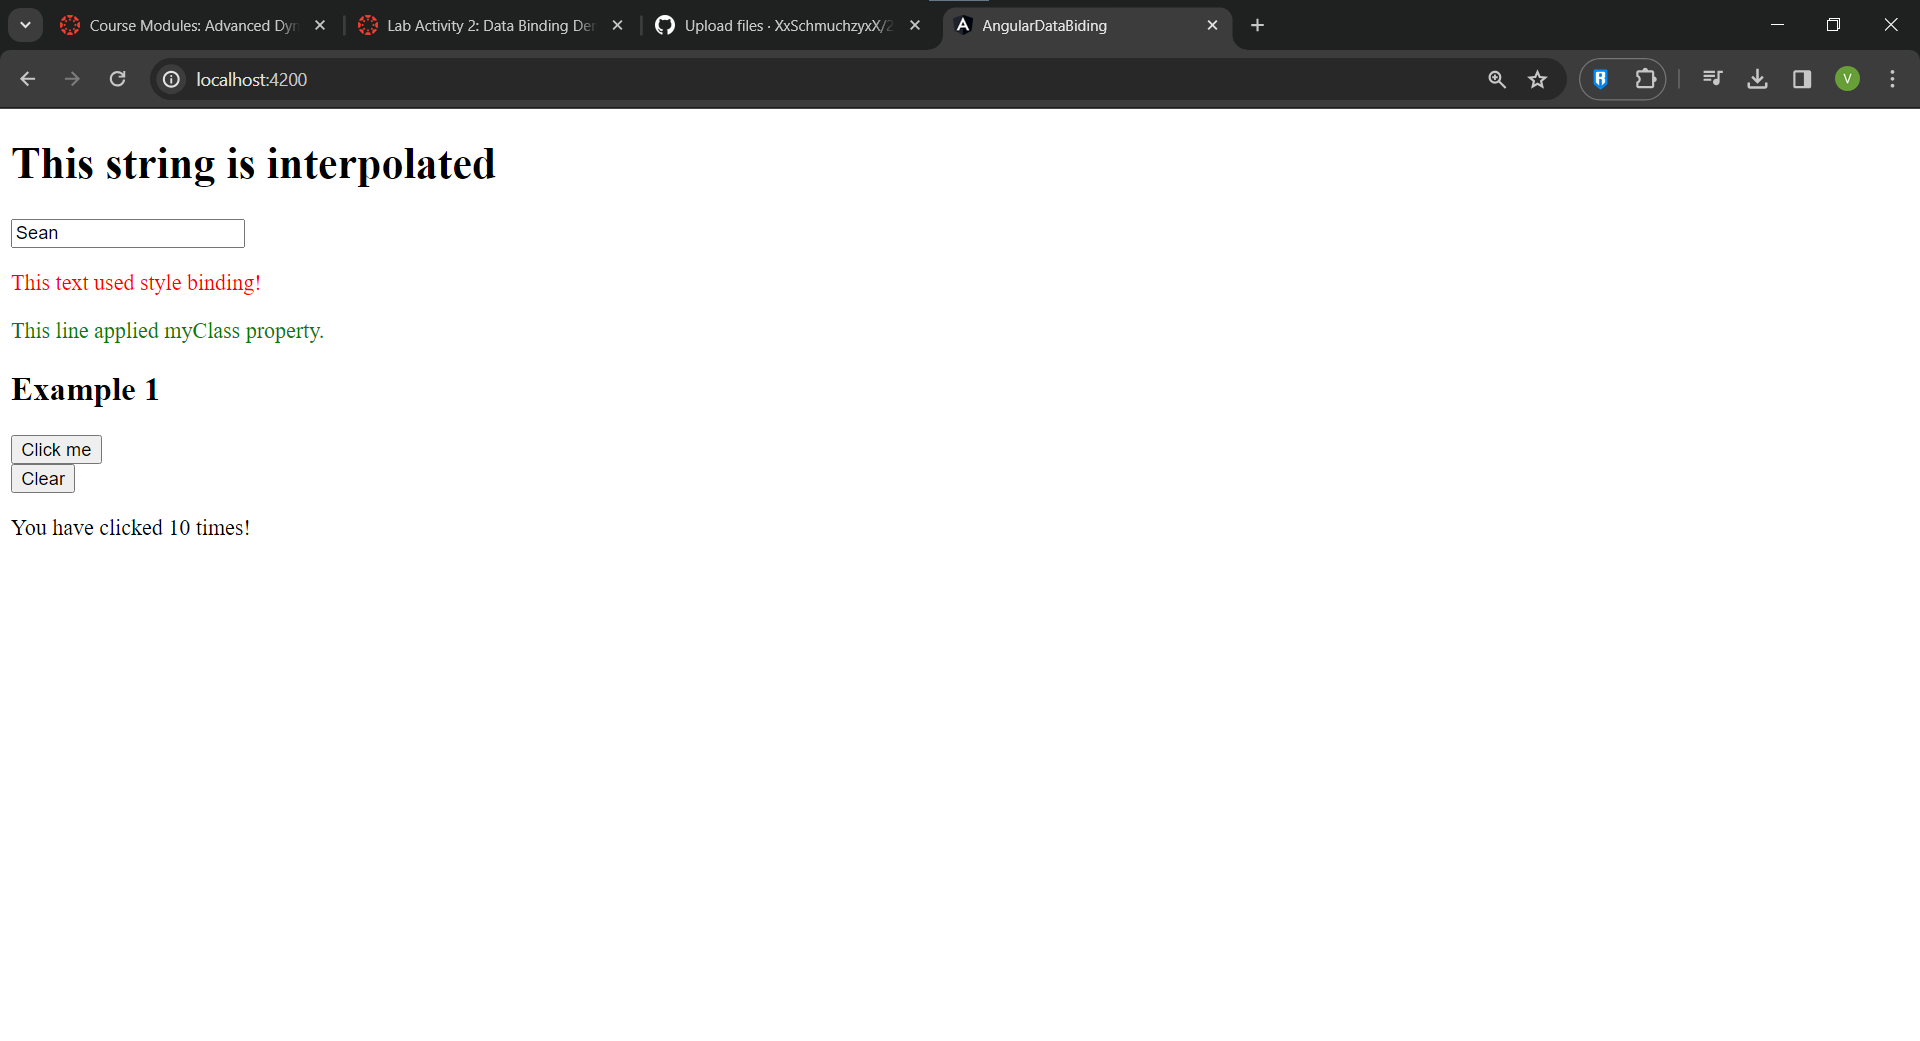 Course Modules: Advanced Dyn
Lab Activity 2: Data Binding Der
Upload files · XxSchmuchzyxX/2
AngularDataBiding
localhost:4200
V
This string is interpolated
Sean
This text used style binding!
This line applied myClass property.
Example 1
Click me
Clear
You have clicked 10 times!